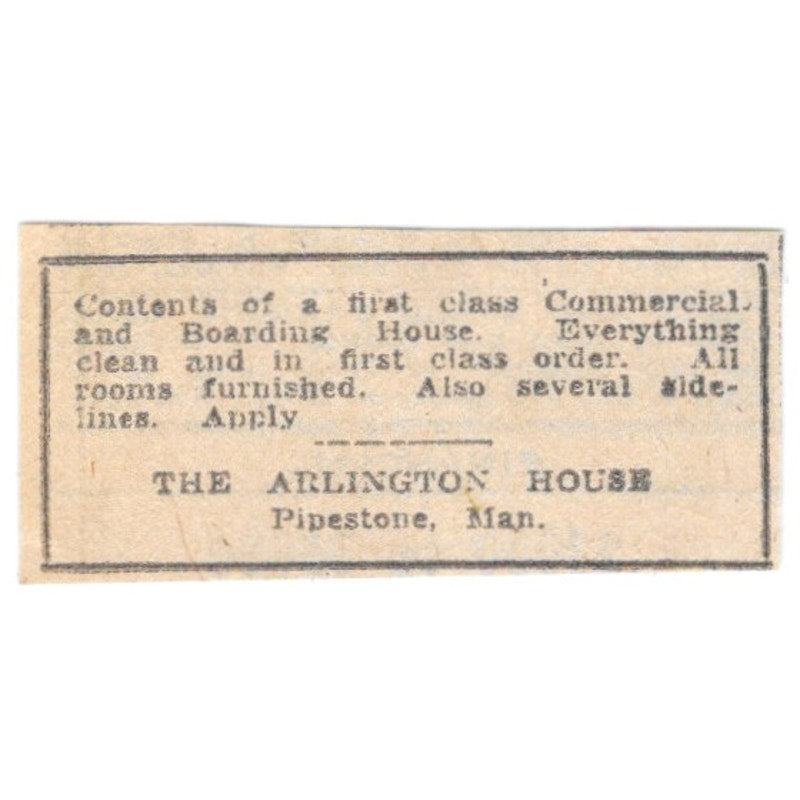 Contents of a first class Commercial
and Boarding House. Everything
clean and in first class order. All
rooms furnished. Also several side-
lines. Apply
THE ARLINGTON HOUSE
Pipestone, Man.